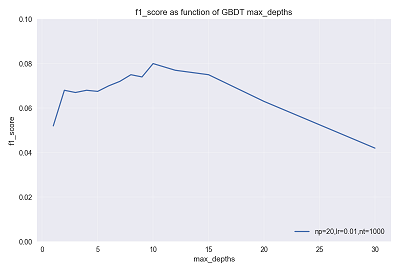 f1_score as function of GBDT max_depths
0.10
0.08
0.06
0.04
0.02
0.00
f1_score
0 5 10 15 20 25 30
max_depths
np=20,lr=0.01,nt=1000